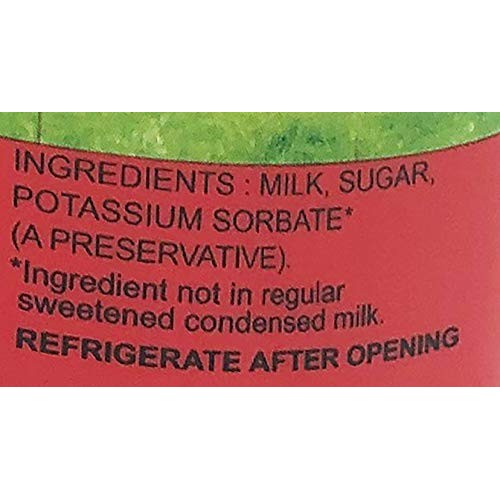 INGREDIENTS : MILK, SUGAR,
POTASSIUM SORBATE*
(A PRESERVATIVE).
*Ingredient not in regular
sweetened condensed milk.
REFRIGERATE AFTER OPENING